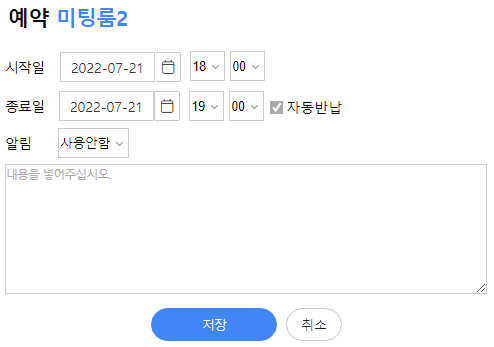 예약 미팅룸2
시작일 2022-07-21 18 00
종료일 2022-07-21 19 00 자동반납
알림 사용안함
내용을 넣어주십시오.
저장 취소